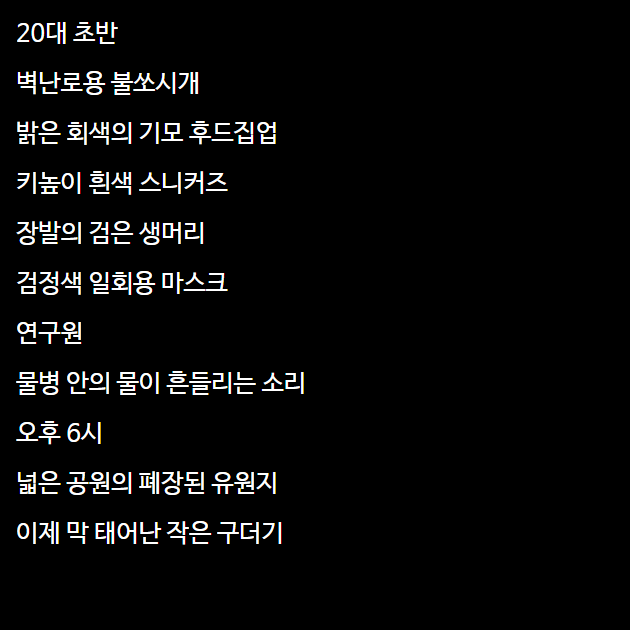 20대 초반
벽난로용 불쏘시개
밝은 회색의 기모 후드집업
키높이 흰색 스니커즈
장발의 검은 생머리
검정색 일회용 마스크
연구원
물병 안의 물이 흔들리는 소리
오후 6시
넓은 공원의 폐장된 유원지
이제 막 태어난 작은 구더기